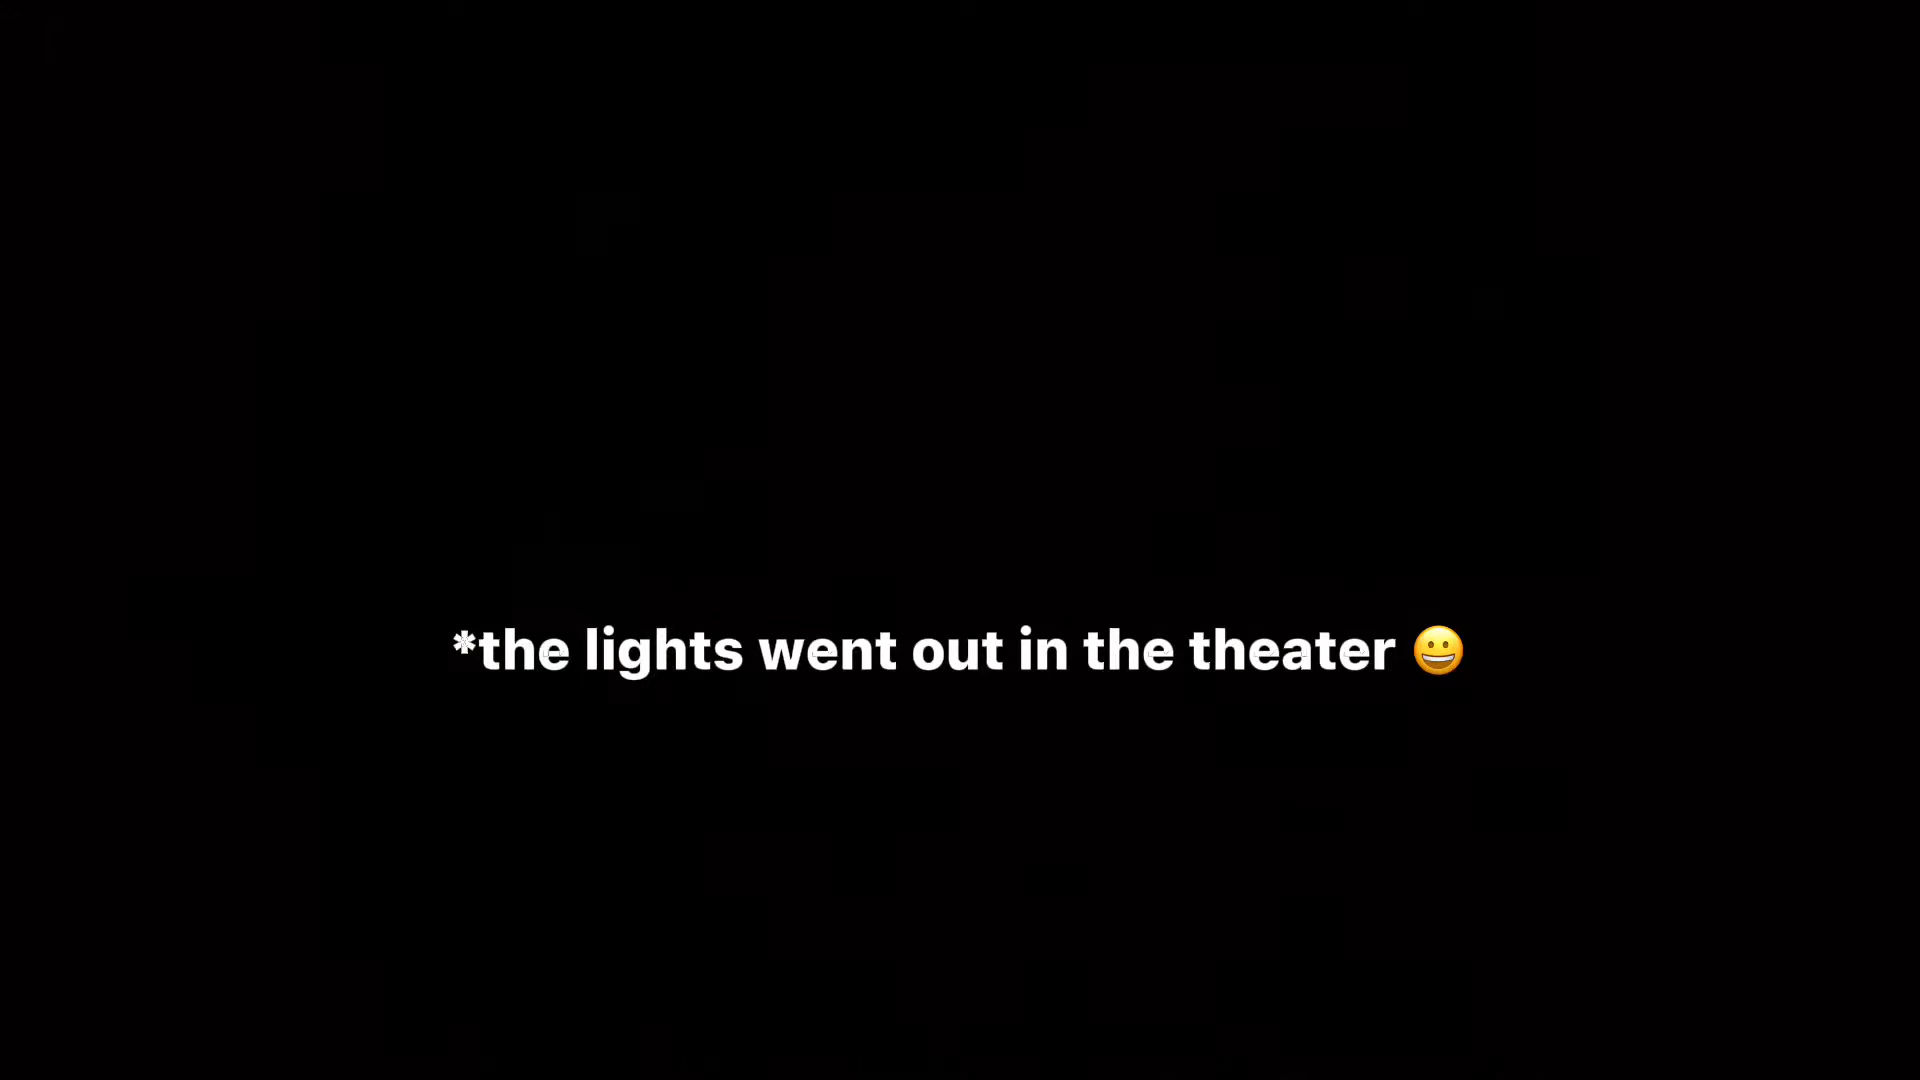 *the lights went out in the theater 😀